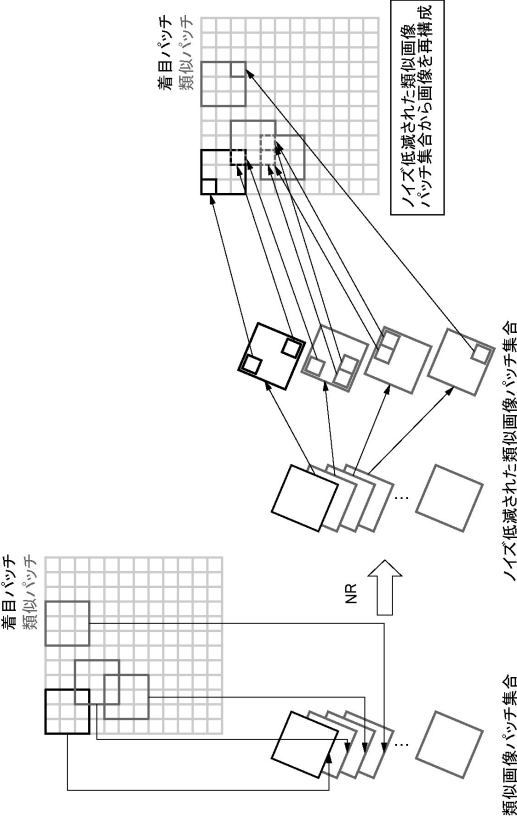 着目パッチ
類似パッチ
類似画像パッチ集合
NR
…
着目パッチ
類似パッチ
…
ノイズ低減された類似画像パッチ集合
ノイズ低減された類似画像
パッチ集合から画像を再構成